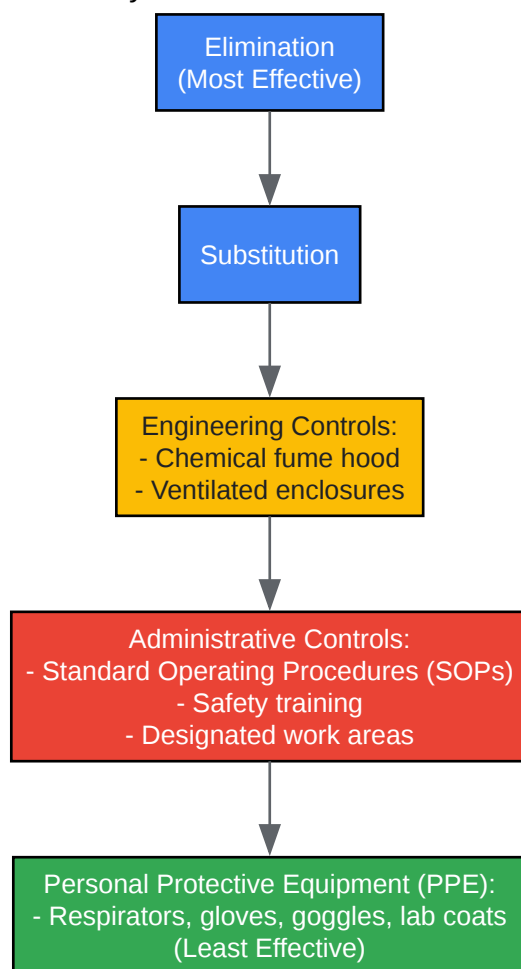 Elimination
(Most Effective)
Substitution
Engineering Controls:
- Chemical fume hood
- Ventilated enclosures
Administrative Controls:
- Standard Operating Procedures (SOPs)
- Safety training
- Designated work areas
Personal Protective Equipment (PPE):
- Respirators, gloves, goggles, lab coats
(Least Effective)